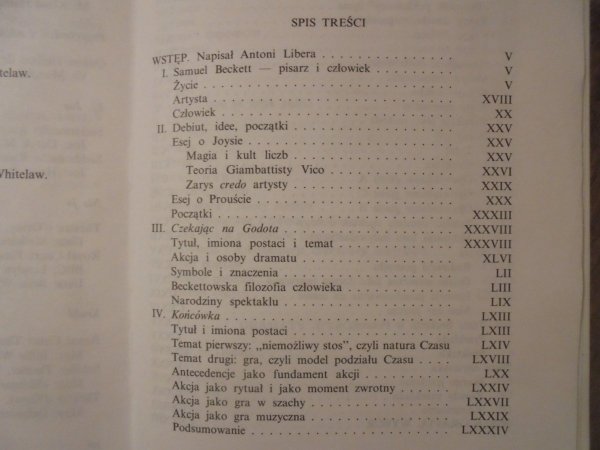 telaw.
Whitelaw.
SPIS TREŚCI
WSTĘP. Napisał Antoni Libera . . . . . . . . . . V
I. Samuel Beckett — pisarz i człowiek . . . . . . . . V
Życie . . . . . . . . . . V
Artysta . . . . . . . . . . XVIII
Człowiek . . . . . . . . . . XX
II. Debiut, idee, początki . . . . . . . . . . XXV
Esej o Joysie . . . . . . . . . . XXV
Magia i kult liczb . . . . . . . . . . XXV
Teoria Giambattisty Vico . . . . . . . . . . XXVI
Zarys credo artysty . . . . . . . . . . XXIX
Esej o Prouście . . . . . . . . . . XXX
Początki . . . . . . . . . . XXXIII
III. Czekając na Godota . . . . . . . . . . XXXVIII
Tytuł, imiona postaci i temat . . . . . . . . XXXVIII
Akcja i osoby dramatu . . . . . . . . . . XLVI
Symbole i znaczenia . . . . . . . . . . LII
Beckettowska filozofia człowieka . . . . . . . . LIII
Narodziny spektaklu . . . . . . . . . . LIX
IV. Końcówka . . . . . . . . . . LXIII
Tytuł i imiona postaci . . . . . . . . . . LXIII
Temat pierwszy: „niemożliwy stos”, czyli natura Czasu LXIV
Temat drugi: gra, czyli model podziału Czasu . . . . LXVIII
Antecedencje jako fundament akcji . . . . . . . . LXX
Akcja jako rytuał i jako moment zwrotny . . . . . . LXXIV
Akcja jako gra w szachy . . . . . . . . . . LXXVII
Akcja jako gra muzyczna . . . . . . . . . . LXXIX
Podsumowanie . . . . . . . . . . LXXXIV